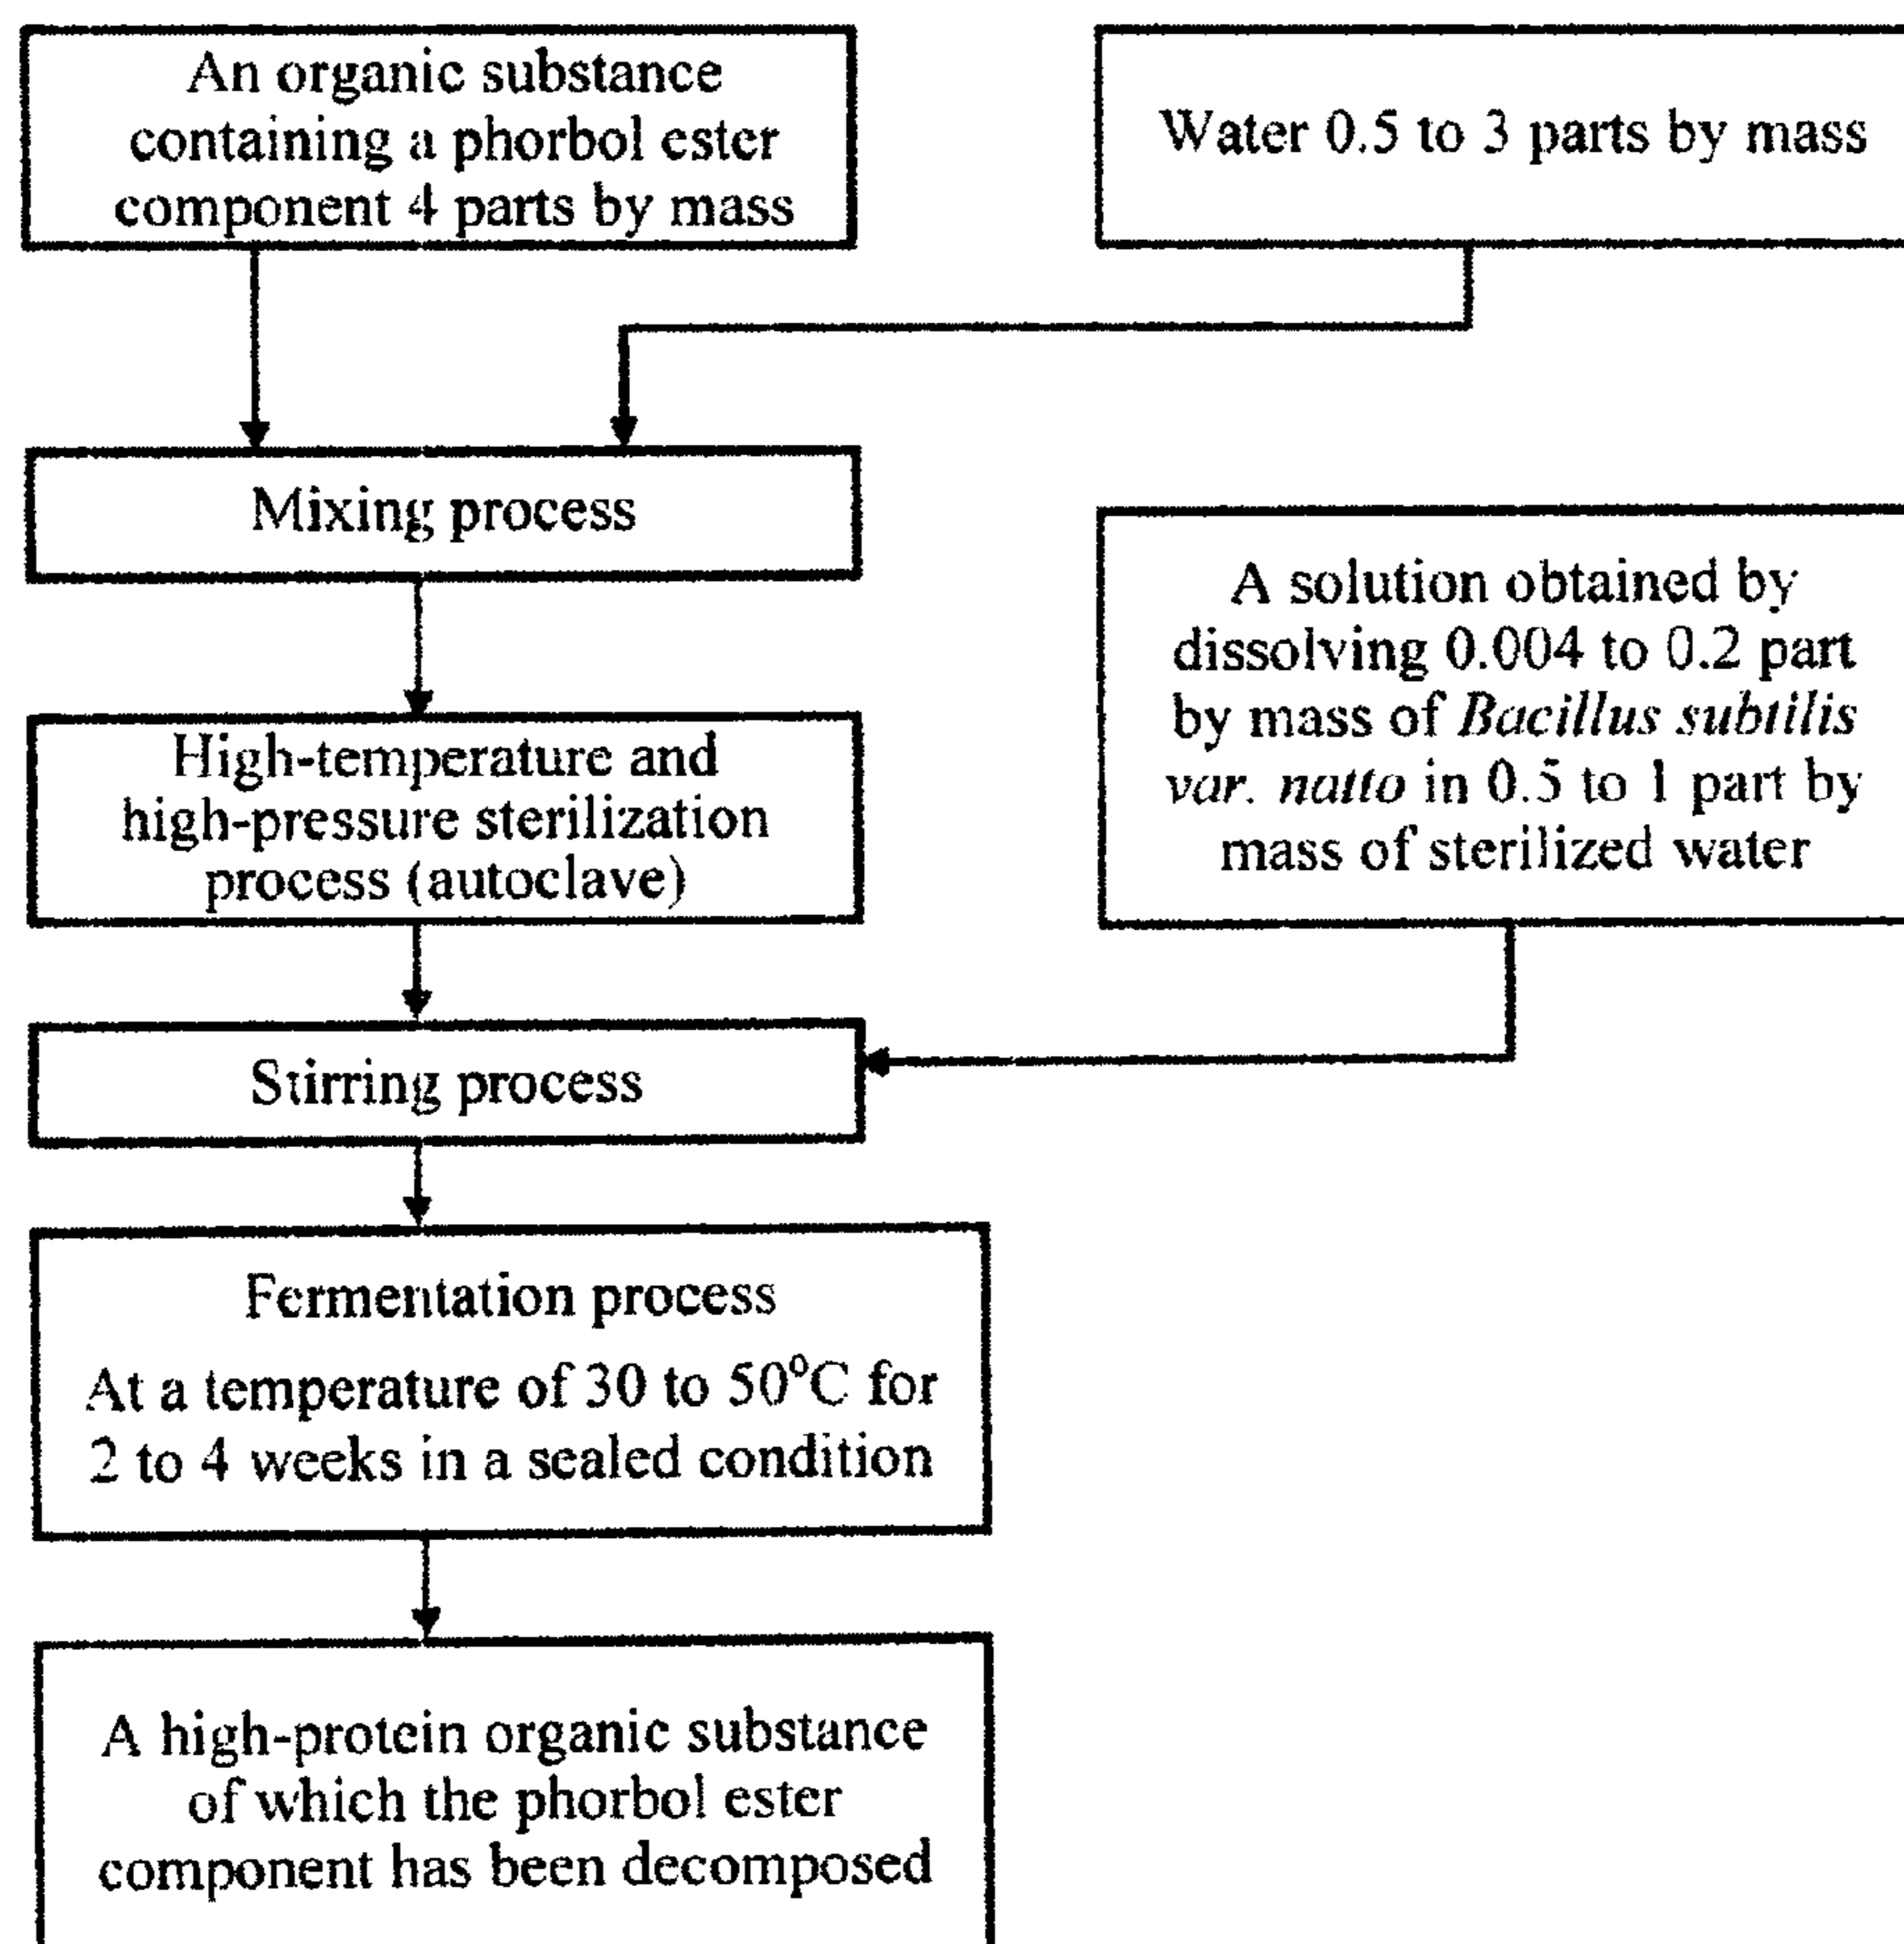 An organic substance
containing a phorbol ester
component 4 parts by mass
Water 0.5 to 3 parts by mass
Mixing process
A solution obtained by
dissolving 0.004 to 0.2 part
by mass of Bacillus subtilis
var. natto in 0.5 to 1 part by
mass of sterilized water
High-temperature and
high-pressure sterilization
process (autoclave)
Stirring process
Fermentation process
At a temperature of 30 to 50°C for
2 to 4 weeks in a sealed condition
A high-protein organic substance
of which the phorbol ester
component has been decomposed